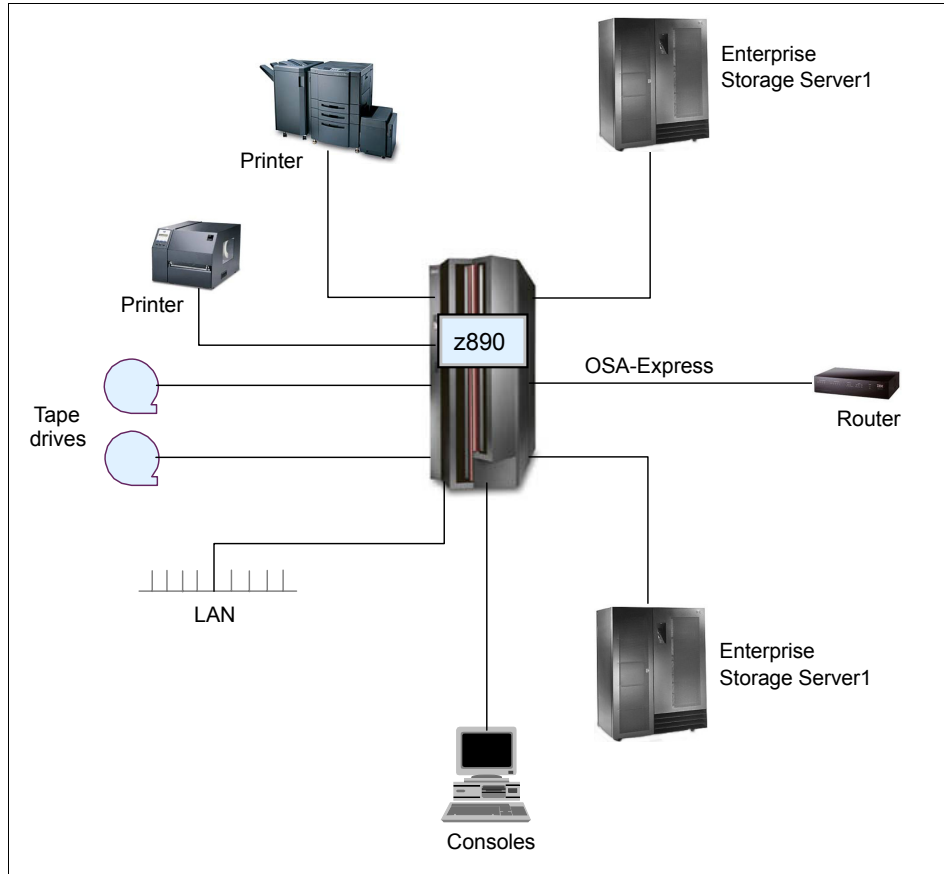 Enterprise
Storage Server1
Printer
Printer
z890
OSA-Express
Router
Tape
drives
LAN
Enterprise
Storage Server1
Consoles